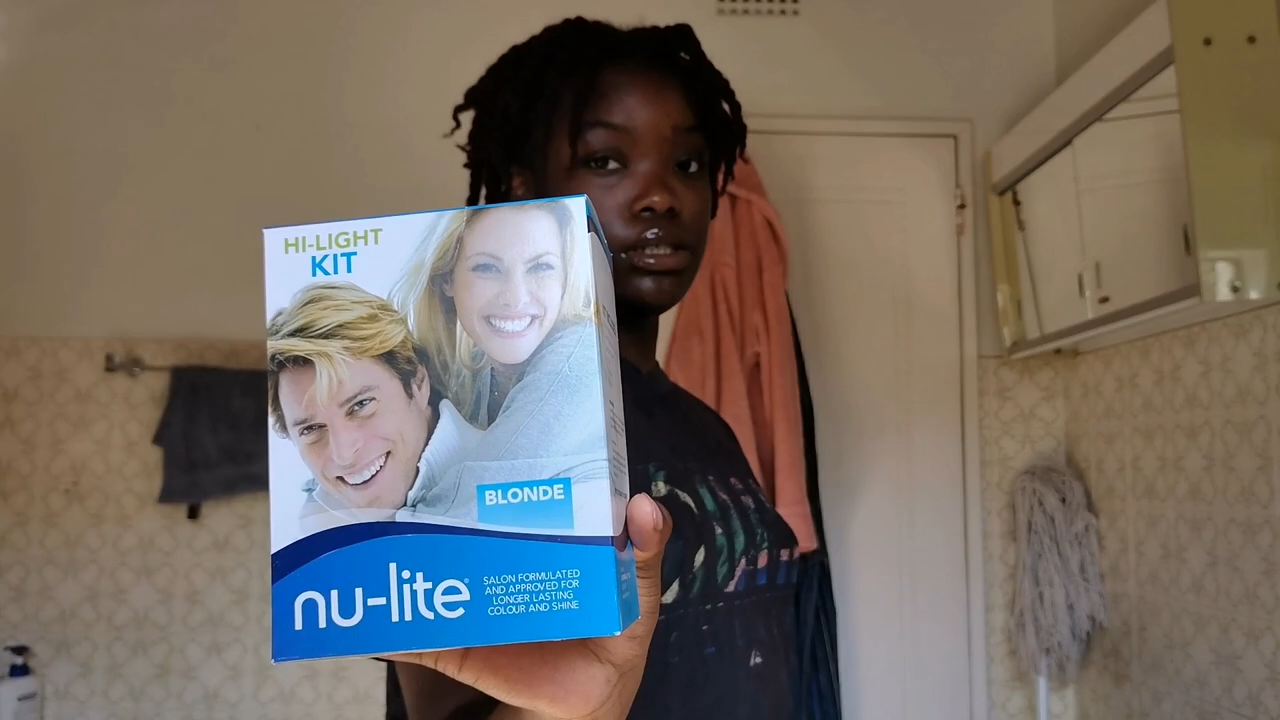 HI-LIGHT
KIT
BLONDE
nu-lite®
SALON FORMULATED
AND APPROVED FOR
LONGER LASTING
COLOUR AND SHINE